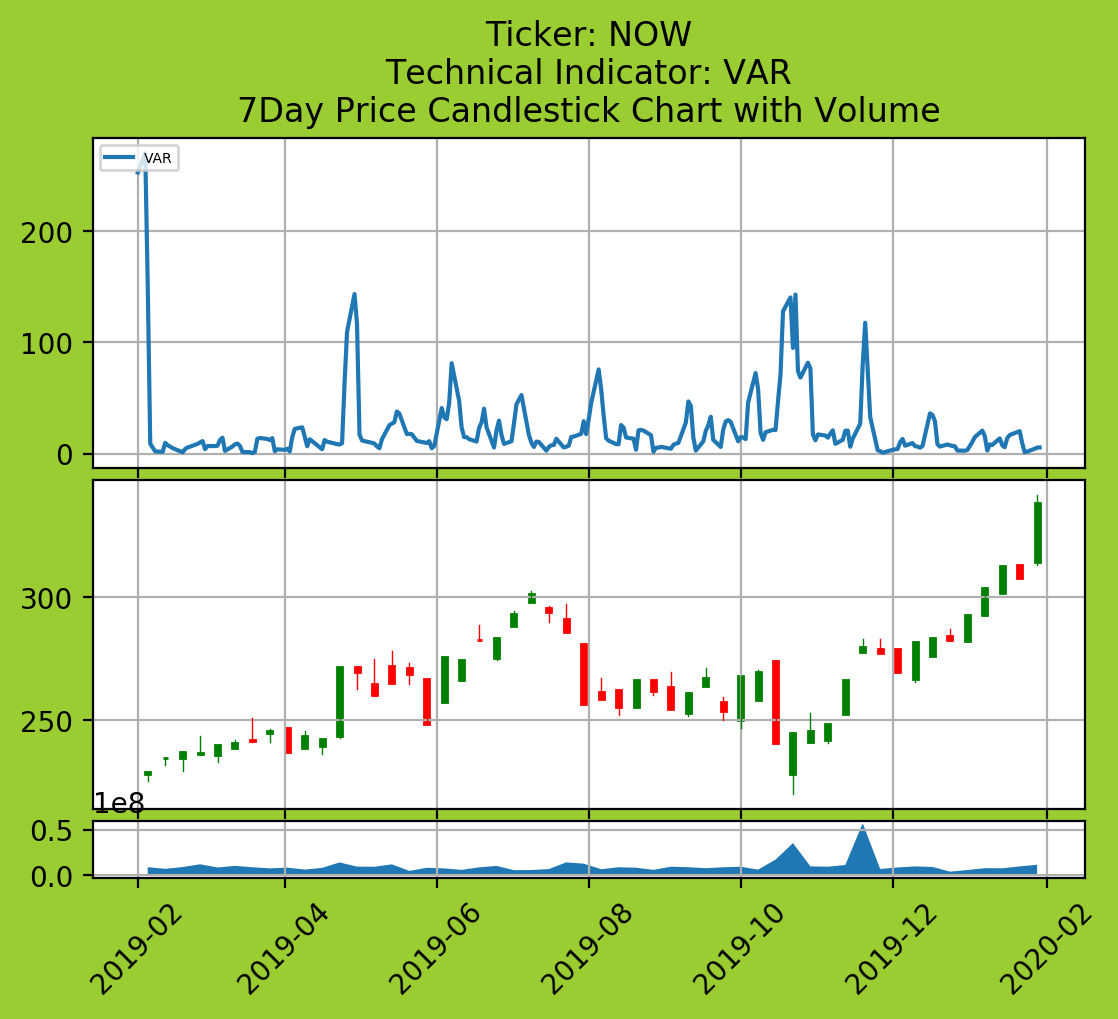 Ticker: NOW
Technical Indicator: VAR
7Day Price Candlestick Chart with Volume
VAR
200
100
0
300
250
1e8
0.5
0.0
2019-02
2019-04
2019-06
2019-08
2019-10
2019-12
2020-02